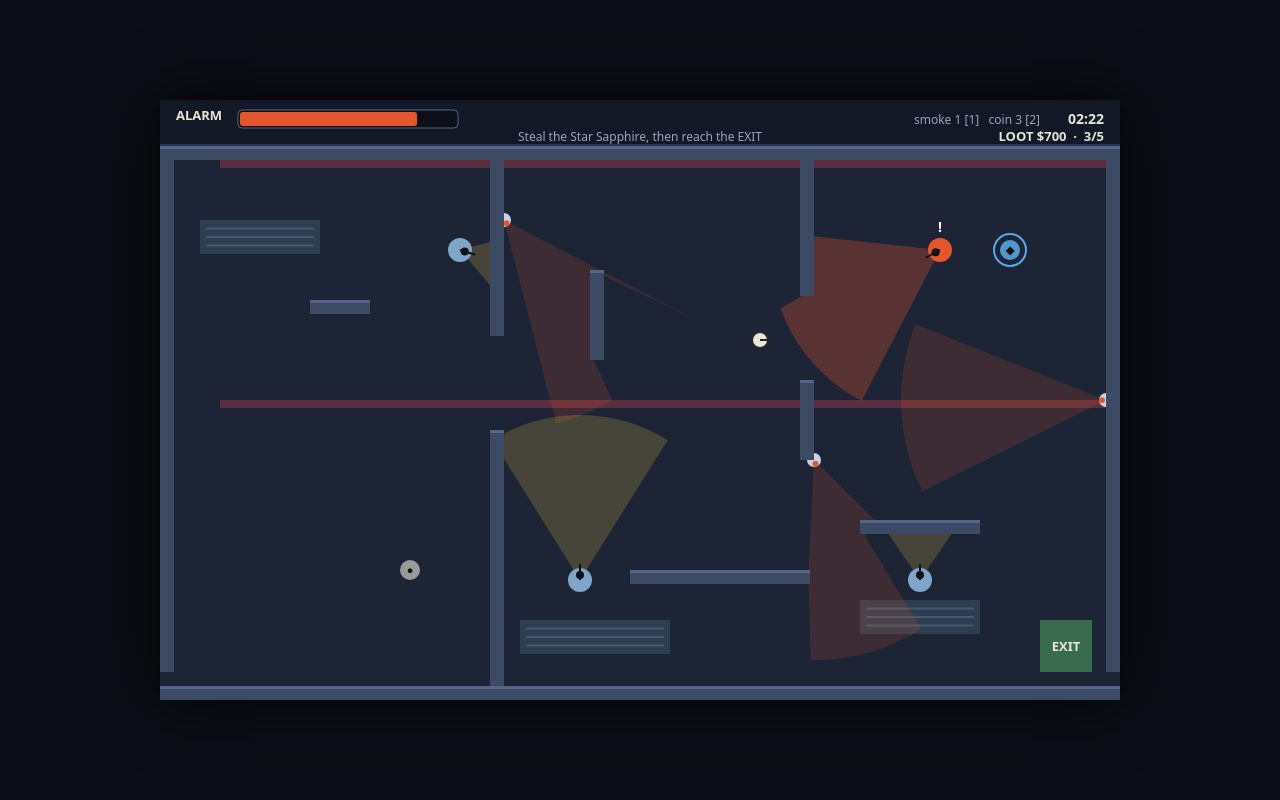 ALARM
smoke 1 [1] coin 3 [2] 02:22
Steal the Star Sapphire, then reach the EXIT
LOOT $700 · 3/5
!
EXIT